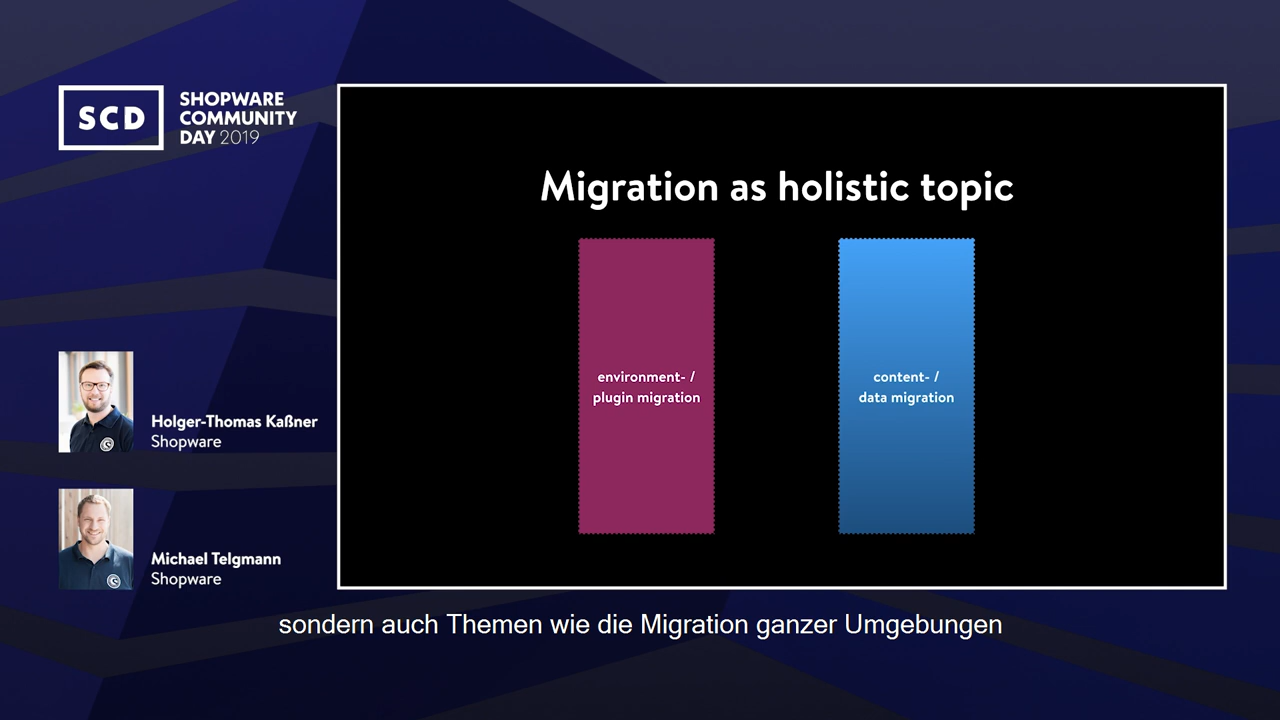 SCD
SHOPWARE
COMMUNITY
DAY 2019
Migration as holistic topic
environment- /
plugin migration
content- /
data migration
Holger-Thomas Kaßner
Shopware
Michael Telgmann
Shopware
sondern auch Themen wie die Migration ganzer Umgebungen